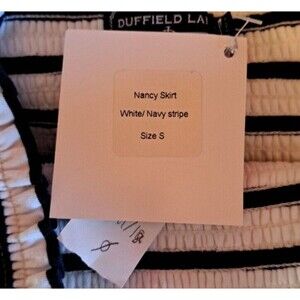 DUFFIELD LA
Nancy Skirt
White/ Navy stripe
Size S